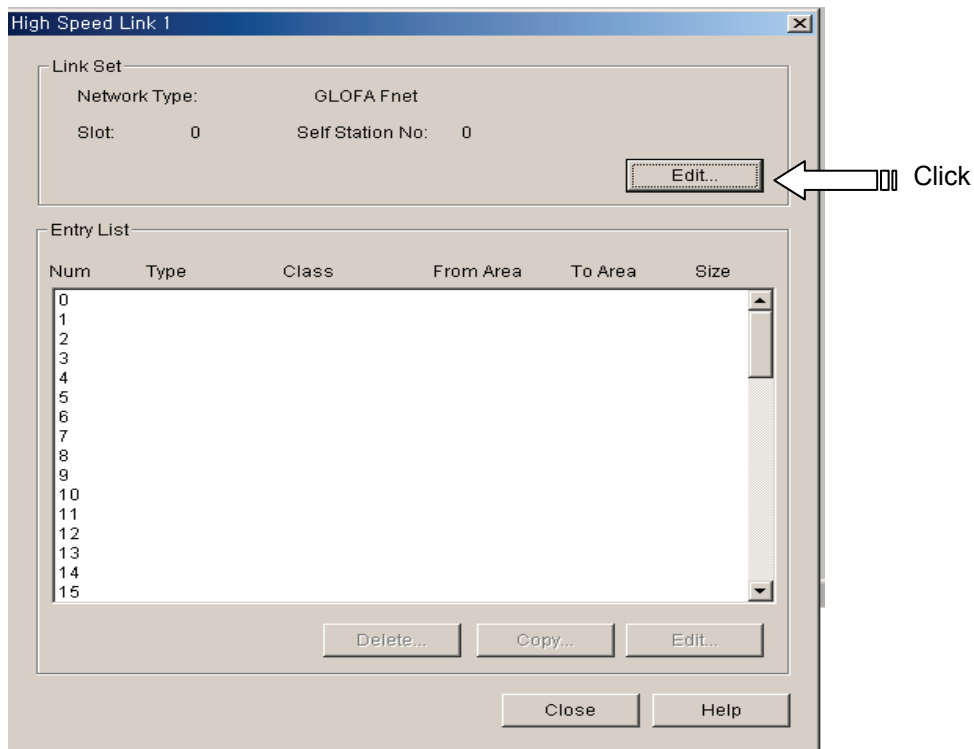 High Speed Link 1
Link Set
Network Type: GLOFA Fnet
Slot: 0 Self Station No: 0
Edit...
Click
Entry List
Num Type Class From Area To Area Size
0
1
2
3
4
5
6
7
8
9
10
11
12
13
14
15
Delete... Copy... Edit...
Close Help